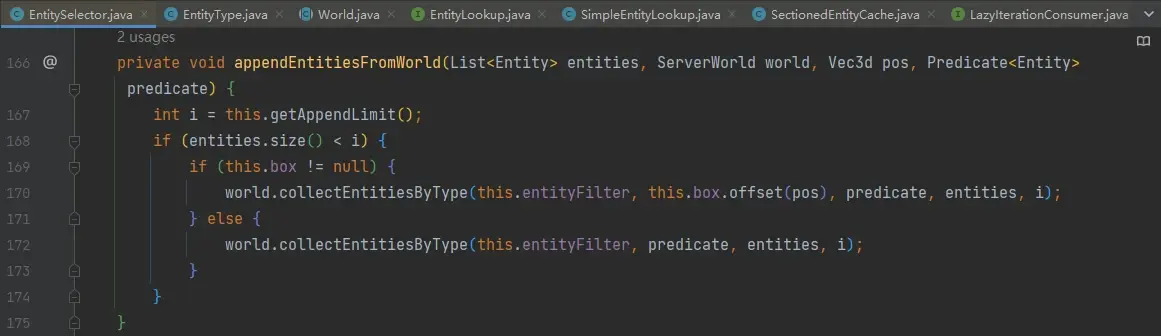 EntitySelector.java × EntityType.java × World.java × EntityLookup.java × SimpleEntityLookup.java × SectionedEntityCache.java × LazyIterationConsumer.java
2 usages
166 @ private void appendEntitiesFromWorld(List<Entity> entities, ServerWorld world, Vec3d pos, Predicate<Entity>
predicate) {
167 int i = this.getAppendLimit();
168 if (entities.size() < i) {
169 if (this.box != null) {
170 world.collectEntitiesByType(this.entityFilter, this.box.offset(pos), predicate, entities, i);
171 } else {
172 world.collectEntitiesByType(this.entityFilter, predicate, entities, i);
173 }
174 }
175 }